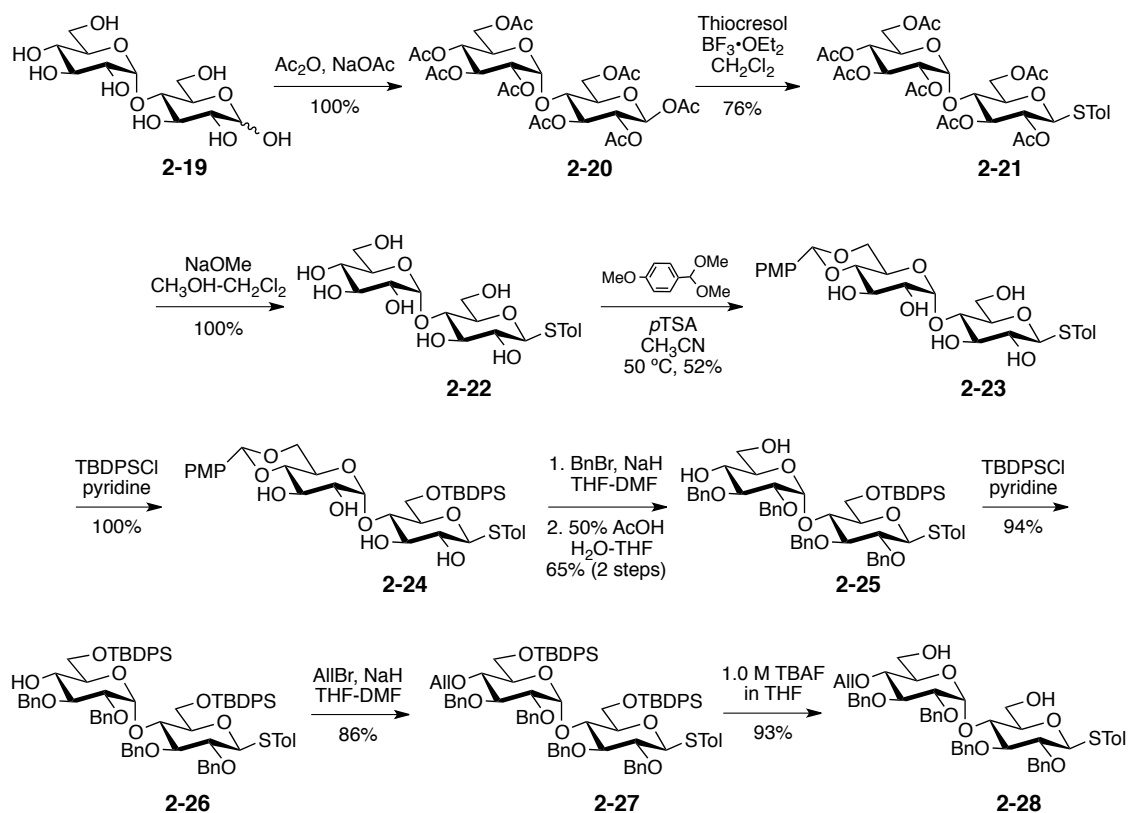 OH
HO
O
HO
HO
O
OH
O
HO
HO
OH
2-19
Ac2O, NaOAc
100%
OAc
AcO
O
AcO
AcO
O
OAc
O
OAc
AcO
AcO
2-20
Thiocresol
BF3•OEt2
CH2Cl2
76%
OAc
AcO
O
AcO
AcO
O
OAc
O
STol
AcO
AcO
2-21
NaOMe
CH3OH-CH2Cl2
100%
OH
HO
O
HO
HO
O
OH
O
STol
HO
HO
2-22
MeO
OMe
OMe
pTSA
CH3CN
50 ºC, 52%
PMP
O
O
O
HO
OH
O
OH
O
STol
HO
OH
2-23
TBDPSCl
pyridine
100%
PMP
O
O
O
HO
OH
O
OTBDPS
O
STol
HO
OH
2-24
1. BnBr, NaH
THF-DMF
2. 50% AcOH
H2O-THF
65% (2 steps)
OH
HO
O
BnO
BnO
O
OTBDPS
O
STol
BnO
BnO
2-25
TBDPSCl
pyridine
94%
OTBDPS
HO
O
BnO
BnO
O
OTBDPS
O
STol
BnO
BnO
2-26
AllBr, NaH
THF-DMF
86%
OTBDPS
AllO
O
BnO
BnO
O
OTBDPS
O
STol
BnO
BnO
2-27
1.0 M TBAF
in THF
93%
OH
AllO
O
BnO
BnO
O
OH
O
STol
BnO
BnO
2-28